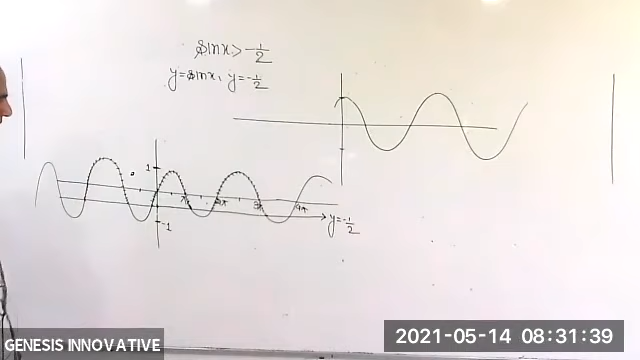 sinx > -1/2
y = sinx, y = -1/2
1
π 2π 3π 4π
y = -1/2
-1
GENESIS INNOVATIVE
2021-05-14 08:31:39